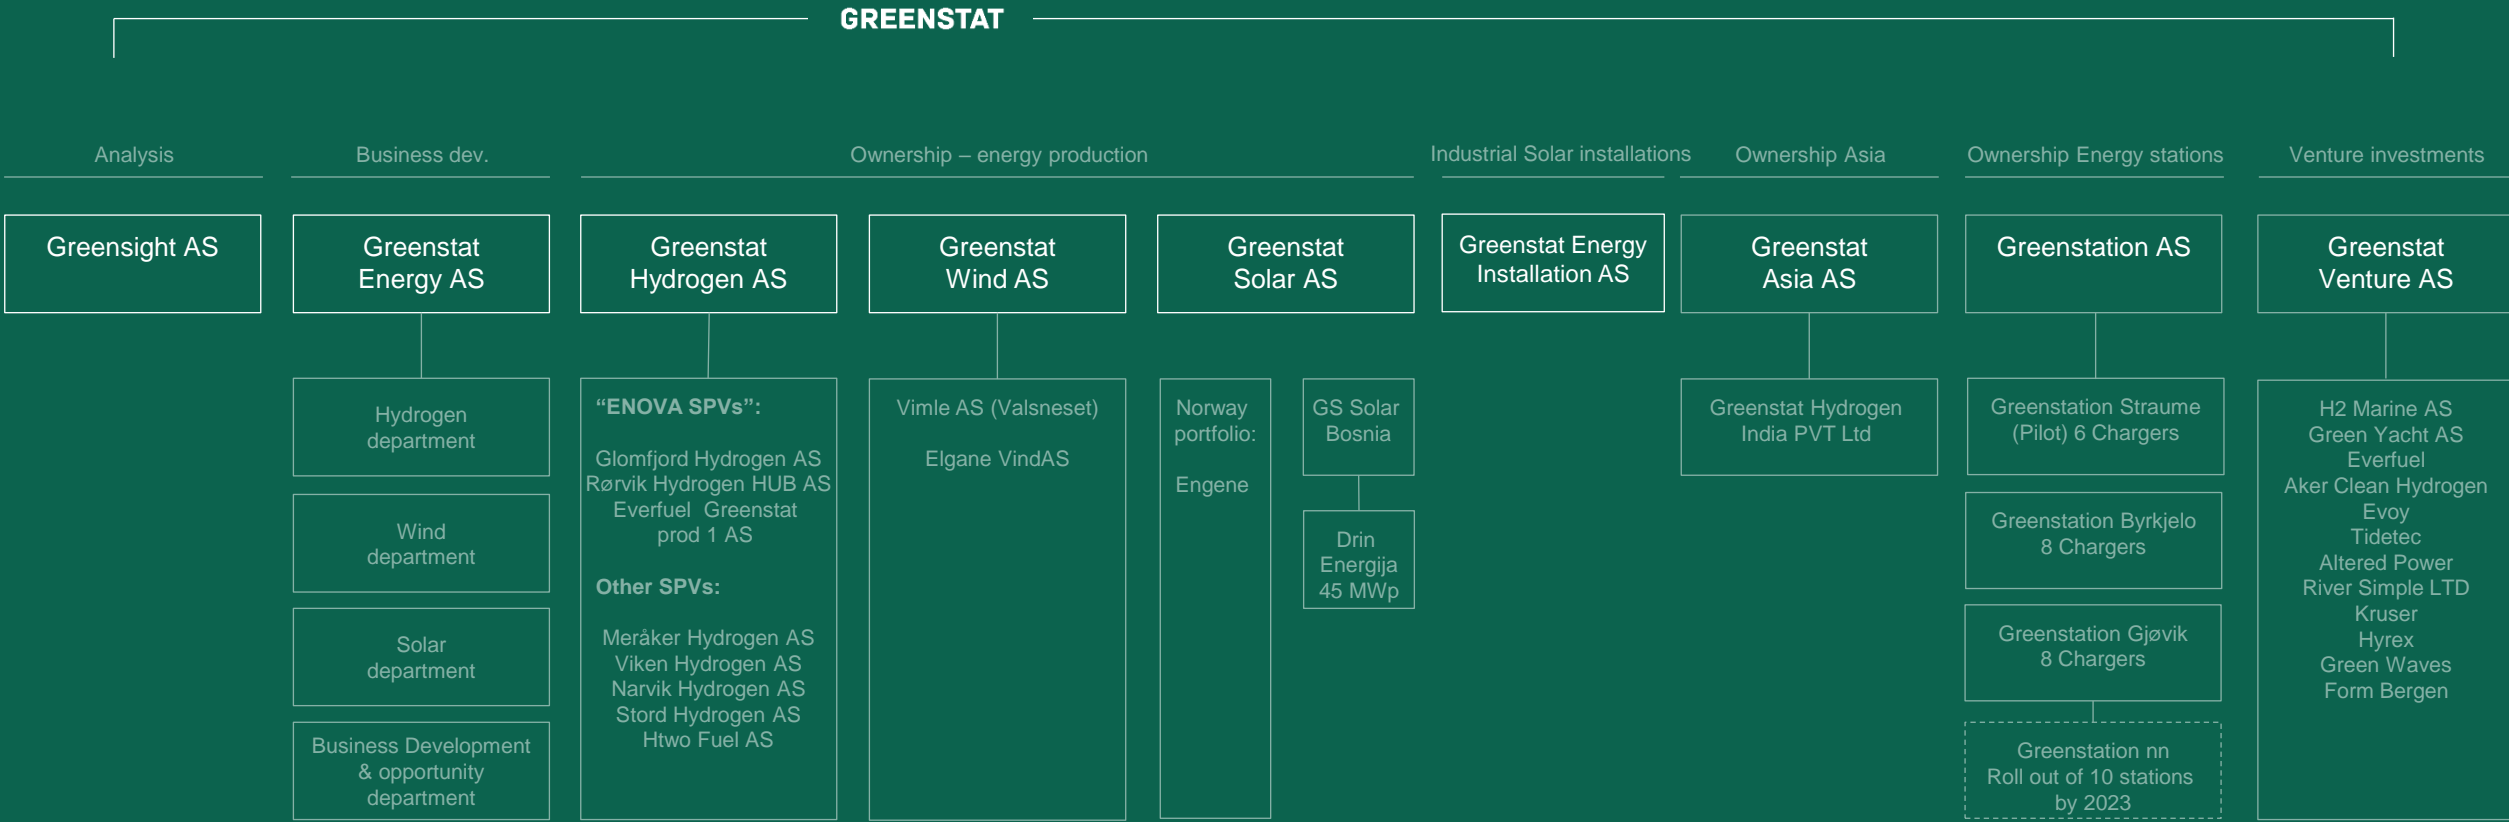 GREENSTAT
Analysis
Business dev.
Ownership – energy production
Industrial Solar installations
Ownership Asia
Ownership Energy stations
Venture investments
Greensight AS
Greenstat
Energy AS
Greenstat
Hydrogen AS
Greenstat
Wind AS
Greenstat
Solar AS
Greenstat Energy
Installation AS
Greenstat
Asia AS
Greenstation AS
Greenstat
Venture AS
Hydrogen
department
Wind
department
Solar
department
Business Development
& opportunity
department
“ENOVA SPVs”:
Glomfjord Hydrogen AS
Rørvik Hydrogen HUB AS
Everfuel  Greenstat
prod 1 AS
Other SPVs:
Meråker Hydrogen AS
Viken Hydrogen AS
Narvik Hydrogen AS
Stord Hydrogen AS
Htwo Fuel AS
Vimle AS (Valsneset)
Elgane VindAS
Norway
portfolio:
Engene
GS Solar
Bosnia
Drin
Energija
45 MWp
Greenstat Hydrogen
India PVT Ltd
Greenstation Straume
(Pilot) 6 Chargers
Greenstation Byrkjelo
8 Chargers
Greenstation Gjøvik
8 Chargers
Greenstation nn
Roll out of 10 stations
by 2023
H2 Marine AS
Green Yacht AS
Everfuel
Aker Clean Hydrogen
Evoy
Tidetec
Altered Power
River Simple LTD
Kruser
Hyrex
Green Waves
Form Bergen